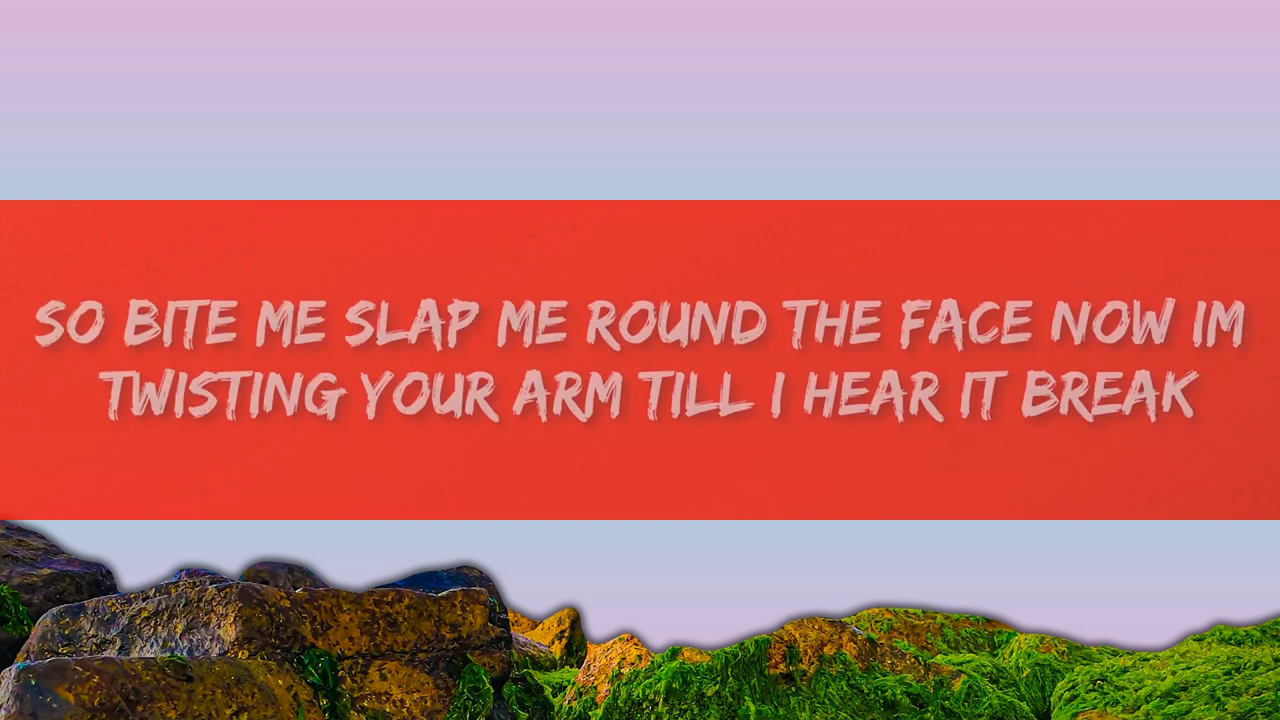 SO BITE ME SLAP ME ROUND THE FACE NOW IM
TWISTING YOUR ARM TILL I HEAR IT BREAK